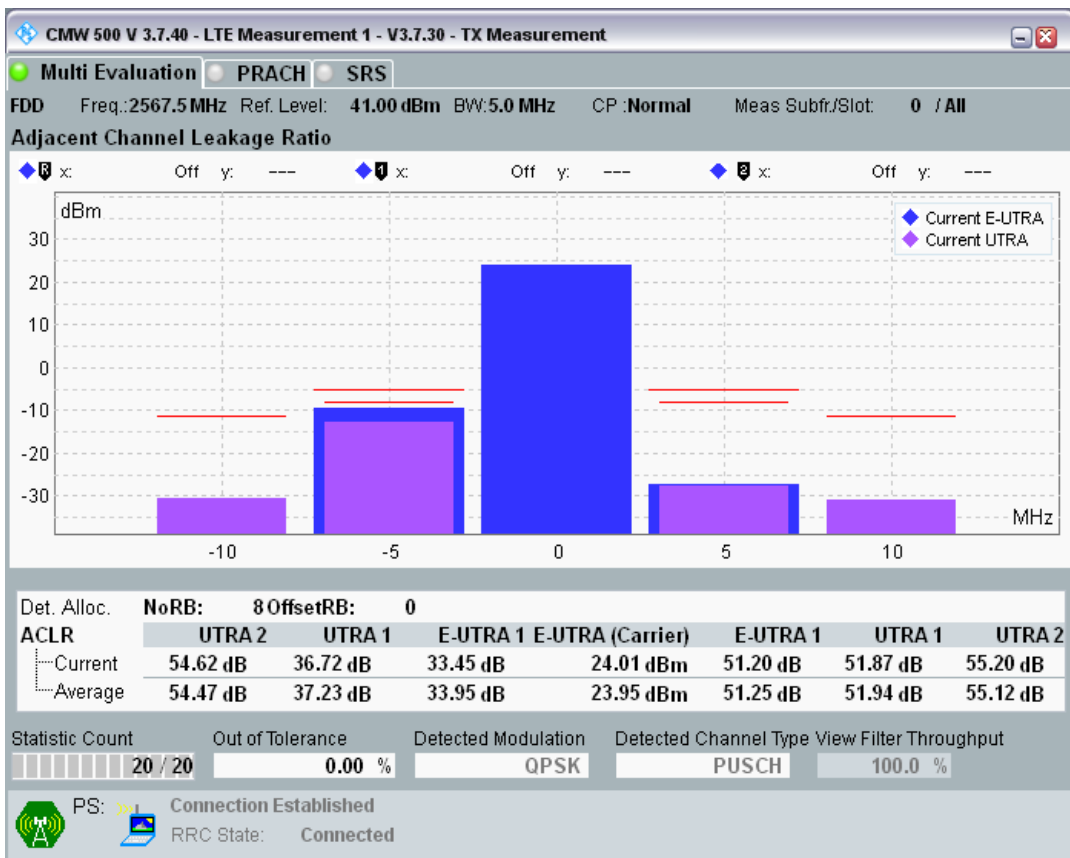 CMW 500 V 3.7.40 - LTE Measurement 1 - V3.7.30 - TX Measurement
Multi Evaluation PRACH SRS
FDD Freq.:2567.5 MHz Ref. Level: 41.00 dBm BW:5.0 MHz CP :Normal Meas Subfr./Slot: 0 / All
Adjacent Channel Leakage Ratio
R x: Off y: --- 1 x: Off y: --- 2 x: Off y: ---
dBm
Current E-UTRA
Current UTRA
30
20
10
0
-10
-20
-30
MHz
-10 -5 0 5 10
Det. Alloc. NoRB: 8 OffsetRB: 0
ACLR UTRA 2 UTRA 1 E-UTRA 1 E-UTRA (Carrier) E-UTRA 1 UTRA 1 UTRA 2
Current 54.62 dB 36.72 dB 33.45 dB 24.01 dBm 51.20 dB 51.87 dB 55.20 dB
Average 54.47 dB 37.23 dB 33.95 dB 23.95 dBm 51.25 dB 51.94 dB 55.12 dB
Statistic Count Out of Tolerance Detected Modulation Detected Channel Type View Filter Throughput
20 / 20 0.00 % QPSK PUSCH 100.0 %
PS: Connection Established
RRC State: Connected